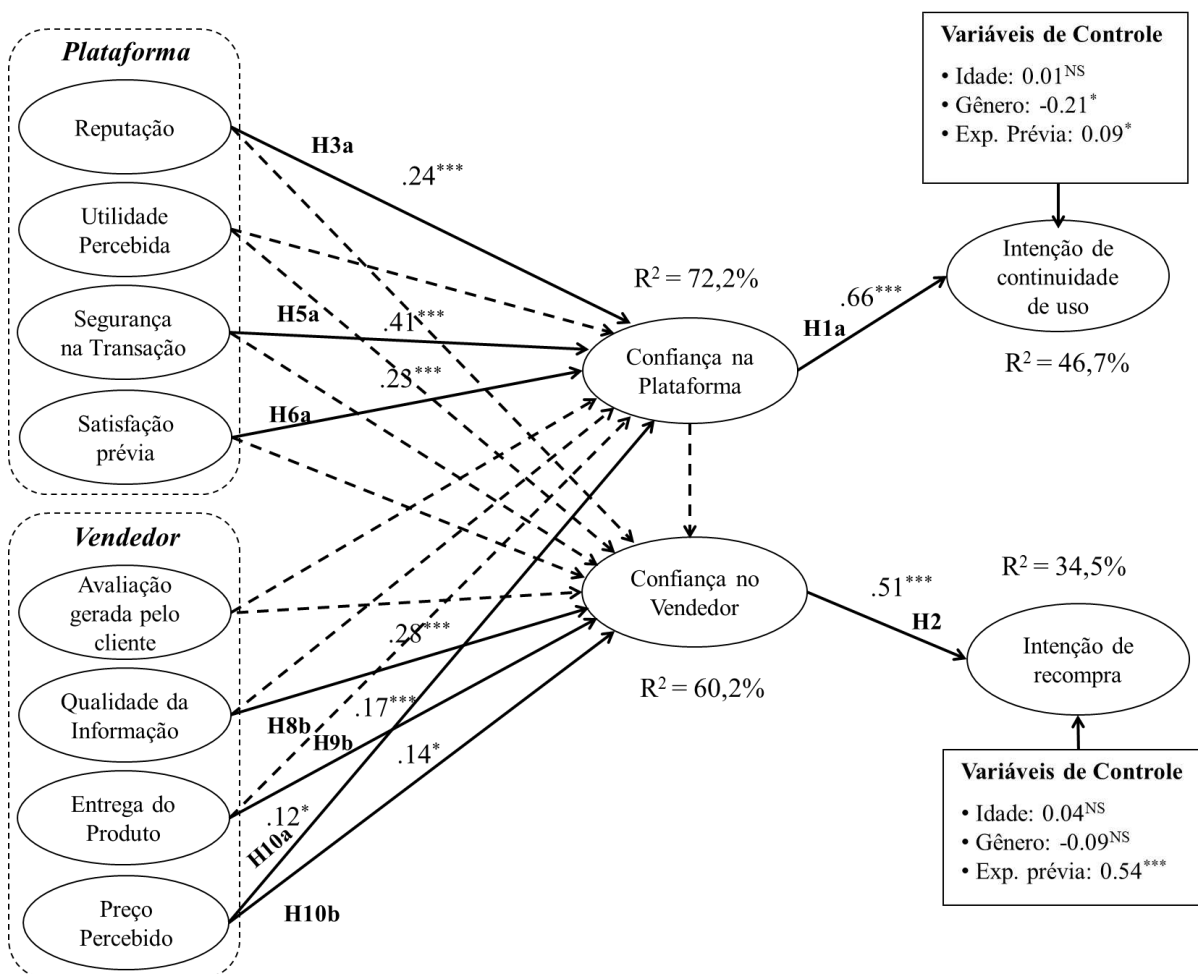 Plataforma
Reputação
Utilidade
Percebida
Segurança
na Transação
Satisfação
prévia
Vendedor
Avaliação
gerada pelo
cliente
Qualidade da
Informação
Entrega do
Produto
Preço
Percebido
H3a
.24***
H5a
.41***
.23***
H6a
.28***
H8b
.17***
H9b
.14*
.12*
H10a
H10b
R² = 72,2%
Confiança na
Plataforma
Confiança no
Vendedor
R² = 60,2%
.66***
H1a
.51***
H2
Variáveis de Controle
• Idade: 0.01NS
• Gênero: -0.21*
• Exp. Prévia: 0.09*
Intenção de
continuidade
de uso
R² = 46,7%
R² = 34,5%
Intenção de
recompra
Variáveis de Controle
• Idade: 0.04NS
• Gênero: -0.09NS
• Exp. prévia: 0.54***